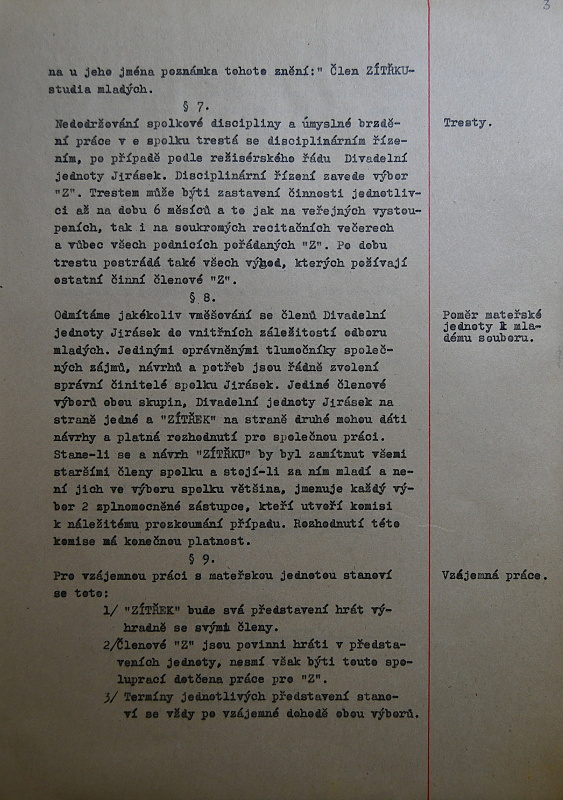 3
na u jeho jména poznámka tohoto znění:" Člen ZÍTŘKU-
studia mladých.
§ 7.
Nedodržování spolkové discipliny a úmyslné brzdě-
ní práce v e spolku trestá se disciplinárním říze-
ním, po případě podle režisérského řádu Divadelní
jednoty Jirásek. Disciplinární řízení zavede výbor
"Z". Trestem může býti zastavení činnosti jednotliv-
ci až na dobu 6 měsíců a to jak na veřejných vystou-
peních, tak i na soukromých recitačních večerech
a vůbec všech podnicích pořádaných "Z". Po dobu
trestu postrádá také všech výhod, kterých požívají
ostatní činní členové "Z".
Tresty.
§ 8.
Odmítáme jakékoliv vměšování se členů Divadelní
jednoty Jirásek do vnitřních záležitostí odboru
mladých. Jedinými oprávněnými tlumočníky společ-
ných zájmů, návrhů a potřeb jsou řádně zvolení
správní činitelé spolku Jirásek. Jedině členové
výborů obou skupin, Divadelní jednoty Jirásek na
straně jedné a "ZÍTŘEK" na straně druhé mohou dáti
návrhy a platná rozhodnutí pro společnou práci.
Stane-li se a návrh "ZÍTŘKU" by byl zamítnut všemi
staršími členy spolku a stojí-li za ním mladí a ne-
ní jich ve výboru spolku většina, jmenuje každý vý-
bor 2 zplnomocněné zástupce, kteří utvoří komisi
k náležitému prozkoumání případu. Rozhodnutí této
komise má konečnou platnost.
Poměr mateřské
jednoty k mla-
dému souboru.
§ 9.
Pro vzájemnou práci s mateřskou jednotou stanoví
se toto:
1/ "ZÍTŘEK" bude svá představení hrát vý-
hradně se svými členy.
2/Členové "Z" jsou povinni hráti v předsta-
veních jednoty, nesmí však býti touto spo-
luprací dotčena práce pro "Z".
3/ Termíny jednotlivých představení stano-
ví se vždy po vzájemné dohodě obou výborů.
Vzájemná práce.